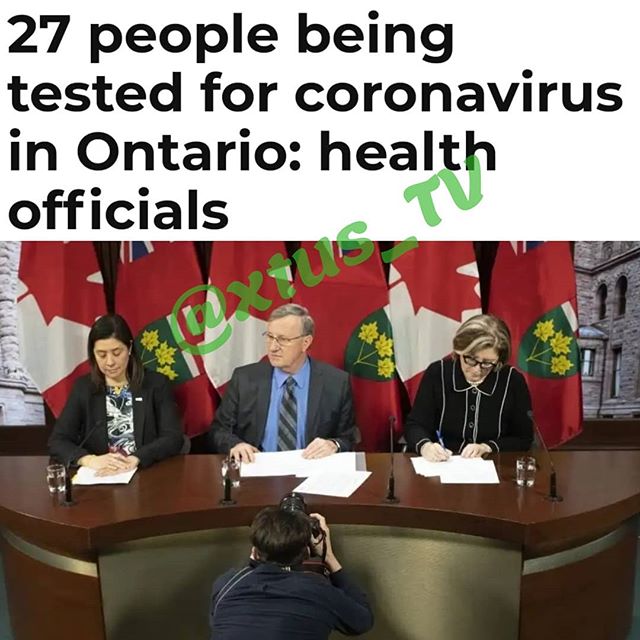 27 people being
tested for coronavirus
in Ontario: health
officials
@xtus_TV